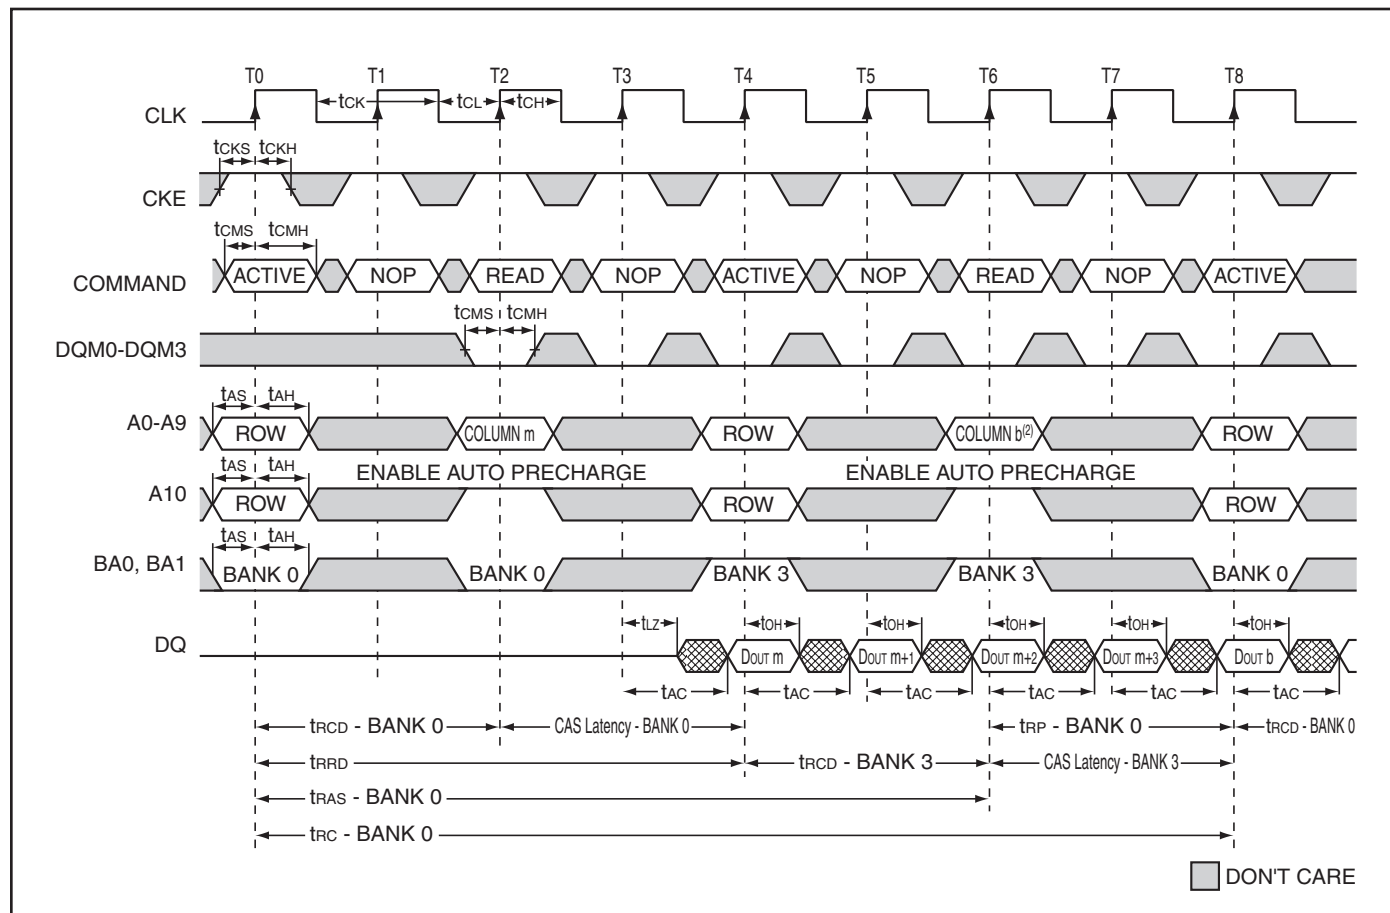 T0 T1 T2 T3 T4 T5 T6 T7 T8
CLK tCK tCL tCH
tCKS tCKH
CKE
tCMS tCMH
COMMAND ACTIVE NOP READ NOP ACTIVE NOP READ NOP ACTIVE
tCMS tCMH
DQM0-DQM3
tAS tAH
A0-A9 ROW COLUMN m ROW COLUMN b(2) ROW
tAS tAH ENABLE AUTO PRECHARGE ENABLE AUTO PRECHARGE
A10 ROW ROW ROW
tAS tAH
BA0, BA1 BANK 0 BANK 0 BANK 3 BANK 3 BANK 0
tLZ tOH tOH tOH tOH tOH
DQ DOUT m DOUT m+1 DOUT m+2 DOUT m+3 DOUT b
tAC tAC tAC tAC tAC tAC
tRCD - BANK 0 CAS Latency - BANK 0 tRP - BANK 0 tRCD - BANK 0
tRRD tRCD - BANK 3 CAS Latency - BANK 3
tRAS - BANK 0
tRC - BANK 0
DON'T CARE